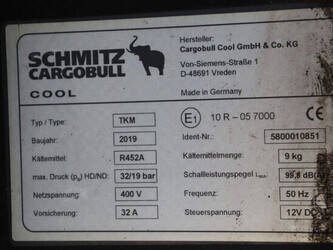 SCHMITZ
CARGOBULL
COOL
Hersteller:
Cargobull Cool GmbH & Co. KG
Von-Siemens-Straße 1
D-48691 Vreden
Made in Germany
Typ / Type: TKM
E1 10 R - 05 7000 CE
Baujahr: 2019
Ident-Nr.: 5800010851
Kältemittel: R452A
Kältemittelmenge: 9 kg
max. Druck (pₛ) HD/ND: 32/19 bar
Schallleistungspegel
Netzspannung: 400 V
Frequenz: 50 Hz
Vorsicherung: 32 A
Steuerspannung: 12V DC